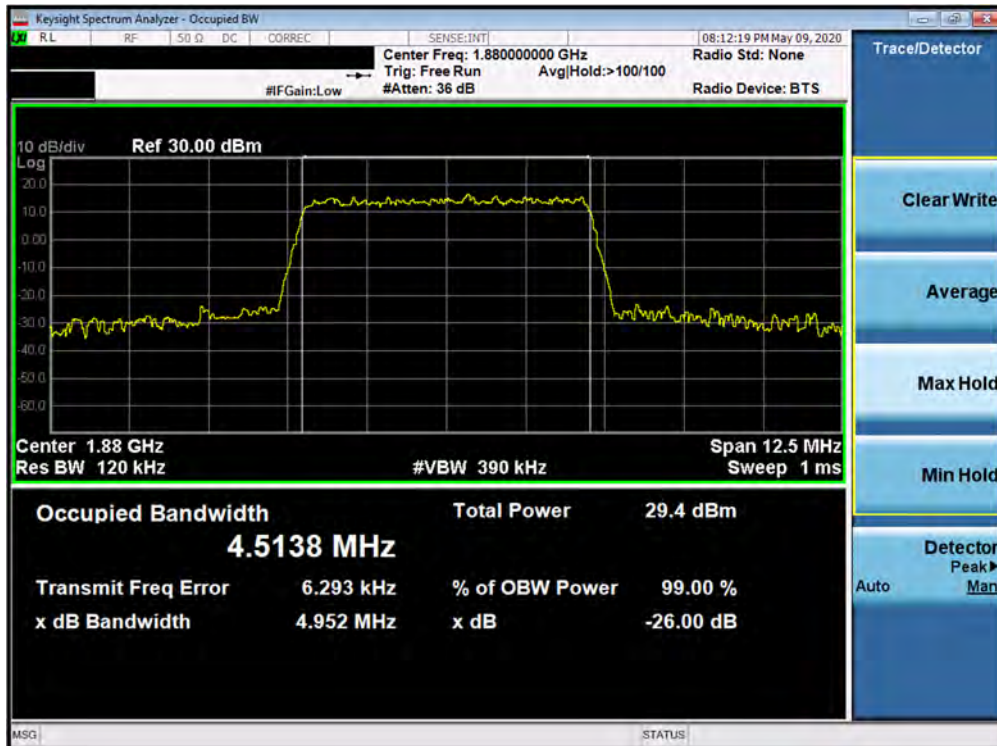 Keysight Spectrum Analyzer - Occupied BW
RL RF 50 Ω DC CORREC SENSE:INT 08:12:19 PM May 09, 2020
Center Freq: 1.880000000 GHz Radio Std: None
Trig: Free Run Avg|Hold:>100/100
#IFGain:Low #Atten: 36 dB Radio Device: BTS
Trace/Detector
10 dB/div Ref 30.00 dBm
Log
20.0
10.0
0.00
-10.0
-20.0
-30.0
-40.0
-50.0
-60.0
Center 1.88 GHz Span 12.5 MHz
Res BW 120 kHz #VBW 390 kHz Sweep 1 ms
Occupied Bandwidth Total Power 29.4 dBm
4.5138 MHz
Transmit Freq Error 6.293 kHz % of OBW Power 99.00 %
x dB Bandwidth 4.952 MHz x dB -26.00 dB
Clear Write
Average
Max Hold
Min Hold
Detector
Peak▶
Auto Man
MSG STATUS